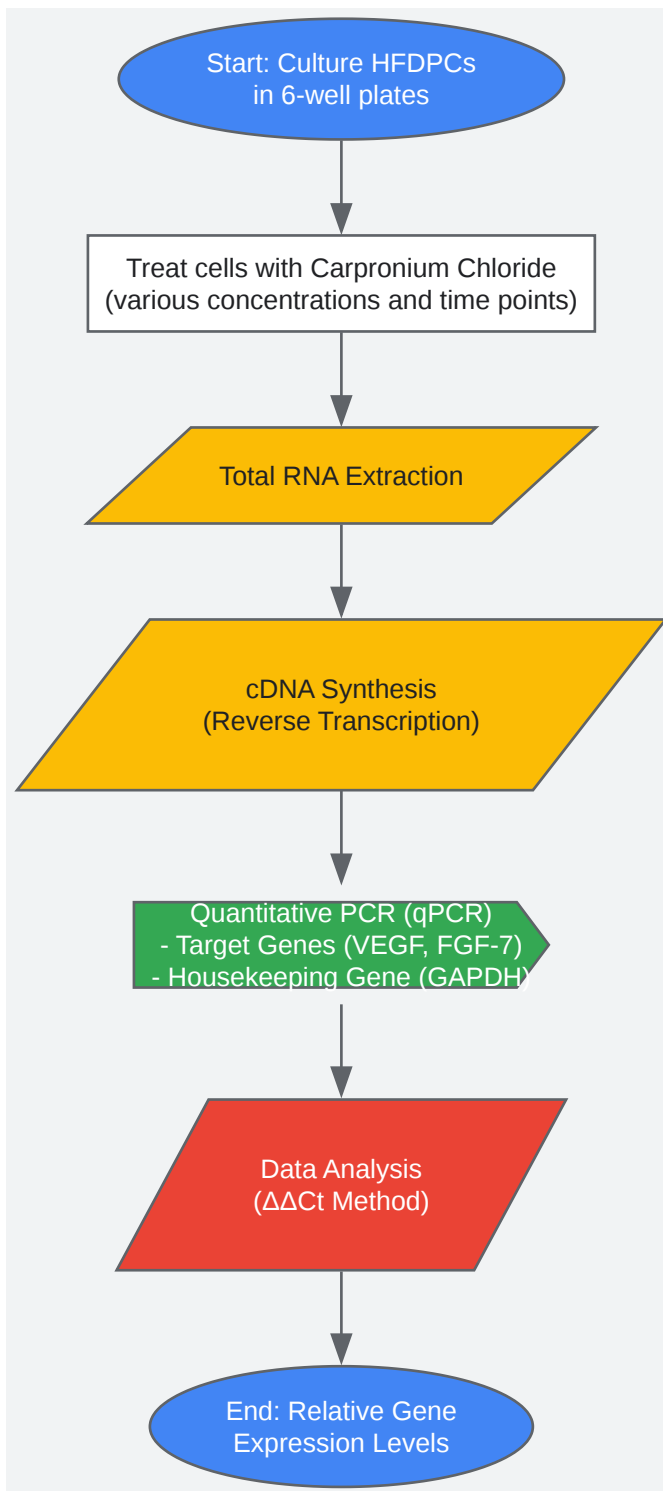 Start: Culture HFDPCs
in 6-well plates
Treat cells with Carpronium Chloride
(various concentrations and time points)
Total RNA Extraction
cDNA Synthesis
(Reverse Transcription)
Quantitative PCR (qPCR)
- Target Genes (VEGF, FGF-7)
- Housekeeping Gene (GAPDH)
Data Analysis
(ΔΔCt Method)
End: Relative Gene
Expression Levels